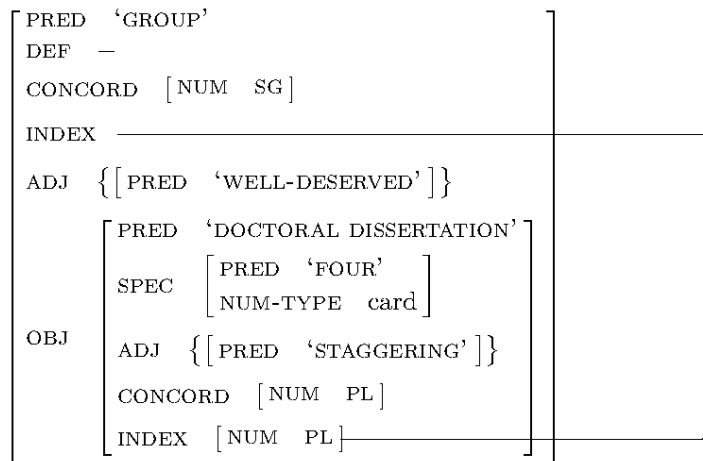 PRED ‘GROUP’
DEF −
CONCORD [NUM SG]
INDEX
ADJ {[PRED ‘WELL-DESERVED’]}
PRED ‘DOCTORAL DISSERTATION’
SPEC [PRED ‘FOUR’
NUM-TYPE card]
OBJ
ADJ {[PRED ‘STAGGERING’]}
CONCORD [NUM PL]
INDEX [NUM PL]